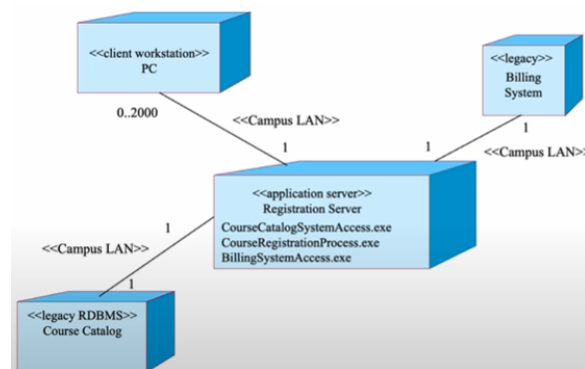 <<client workstation>>
PC
0..2000
<<Campus LAN>>
1
<<legacy>>
Billing
System
1
1
<<Campus LAN>>
<<application server>>
Registration Server
CourseCatalogSystemAccess.exe
CourseRegistrationProcess.exe
BillingSystemAccess.exe
1
<<Campus LAN>>
1
<<legacy RDBMS>>
Course Catalog